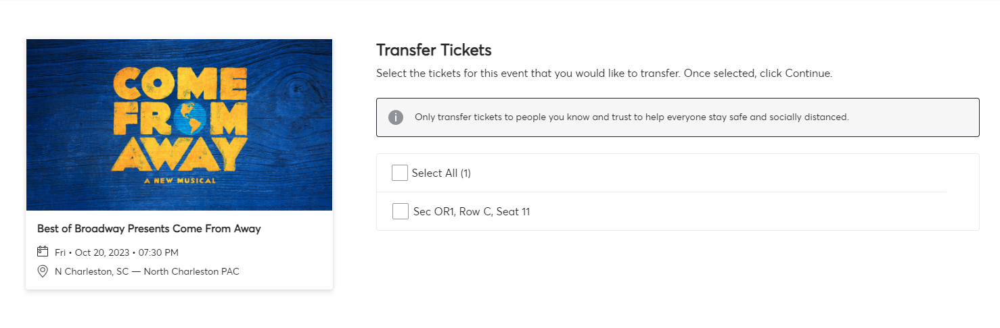 COME
FROM
AWAY
A NEW MUSICAL
Best of Broadway Presents Come From Away
Fri • Oct 20, 2023 • 07:30 PM
N Charleston, SC — North Charleston PAC
Transfer Tickets
Select the tickets for this event that you would like to transfer. Once selected, click Continue.
Only transfer tickets to people you know and trust to help everyone stay safe and socially distanced.
Select All (1)
Sec OR1, Row C, Seat 11